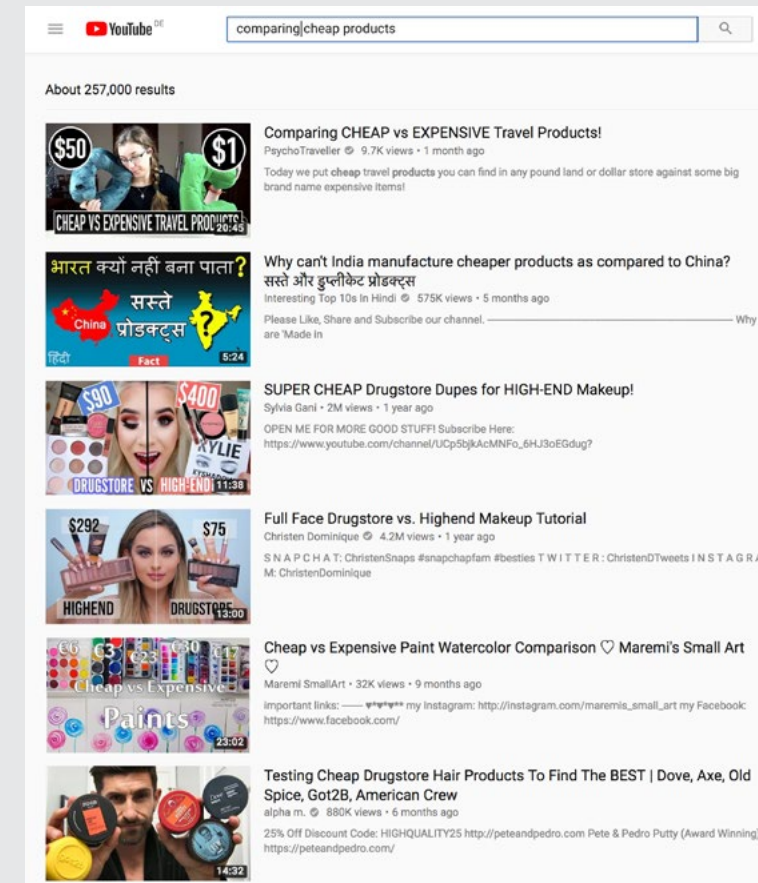 YouTube DE
comparing cheap products
About 257,000 results
$50
$1
CHEAP VS EXPENSIVE TRAVEL PRODUCTS
20:45
Comparing CHEAP vs EXPENSIVE Travel Products!
PsychoTraveller 9.7K views • 1 month ago
Today we put cheap travel products you can find in any pound land or dollar store against some big
brand name expensive items!
भारत क्यों नहीं बना पाता?
सस्ते
China प्रोडक्ट्स ?
हिंदी Fact 5:24
Why can't India manufacture cheaper products as compared to China?
सस्ते और डुप्लीकेट प्रोडक्ट्स
Interesting Top 10s In Hindi 575K views • 5 months ago
Please Like, Share and Subscribe our channel. ——————————————————— Why
are 'Made in
$90 $400
KYLIE
DRUGSTORE VS HIGH-END 11:38
SUPER CHEAP Drugstore Dupes for HIGH-END Makeup!
Sylvia Gani • 2M views • 1 year ago
OPEN ME FOR MORE GOOD STUFF! Subscribe Here:
https://www.youtube.com/channel/UCp5bjkAcMNFo_6HJ3oEGdug?
$292 $75
HIGHEND DRUGSTORE
13:00
Full Face Drugstore vs. Highend Makeup Tutorial
Christen Dominique 4.2M views • 1 year ago
S N A P C H A T: ChristenSnaps #snapchapfam #besties T W I T T E R : ChristenDTweets I N S T A G R A
M: ChristenDominique
€6 €3 €23 €30 €17
Cheap vs Expensive
Paints
23:02
Cheap vs Expensive Paint Watercolor Comparison ♡ Maremi's Small Art
♡
Maremi SmallArt • 32K views • 9 months ago
important links: —— ♥*♥*♥** my Instagram: http://instagram.com/maremis_small_art my Facebook:
https://www.facebook.com/
14:32
Testing Cheap Drugstore Hair Products To Find The BEST | Dove, Axe, Old
Spice, Got2B, American Crew
alpha m. 880K views • 6 months ago
25% Off Discount Code: HIGHQUALITY25 http://peteandpedro.com Pete & Pedro Putty (Award Winning)
https://peteandpedro.com/